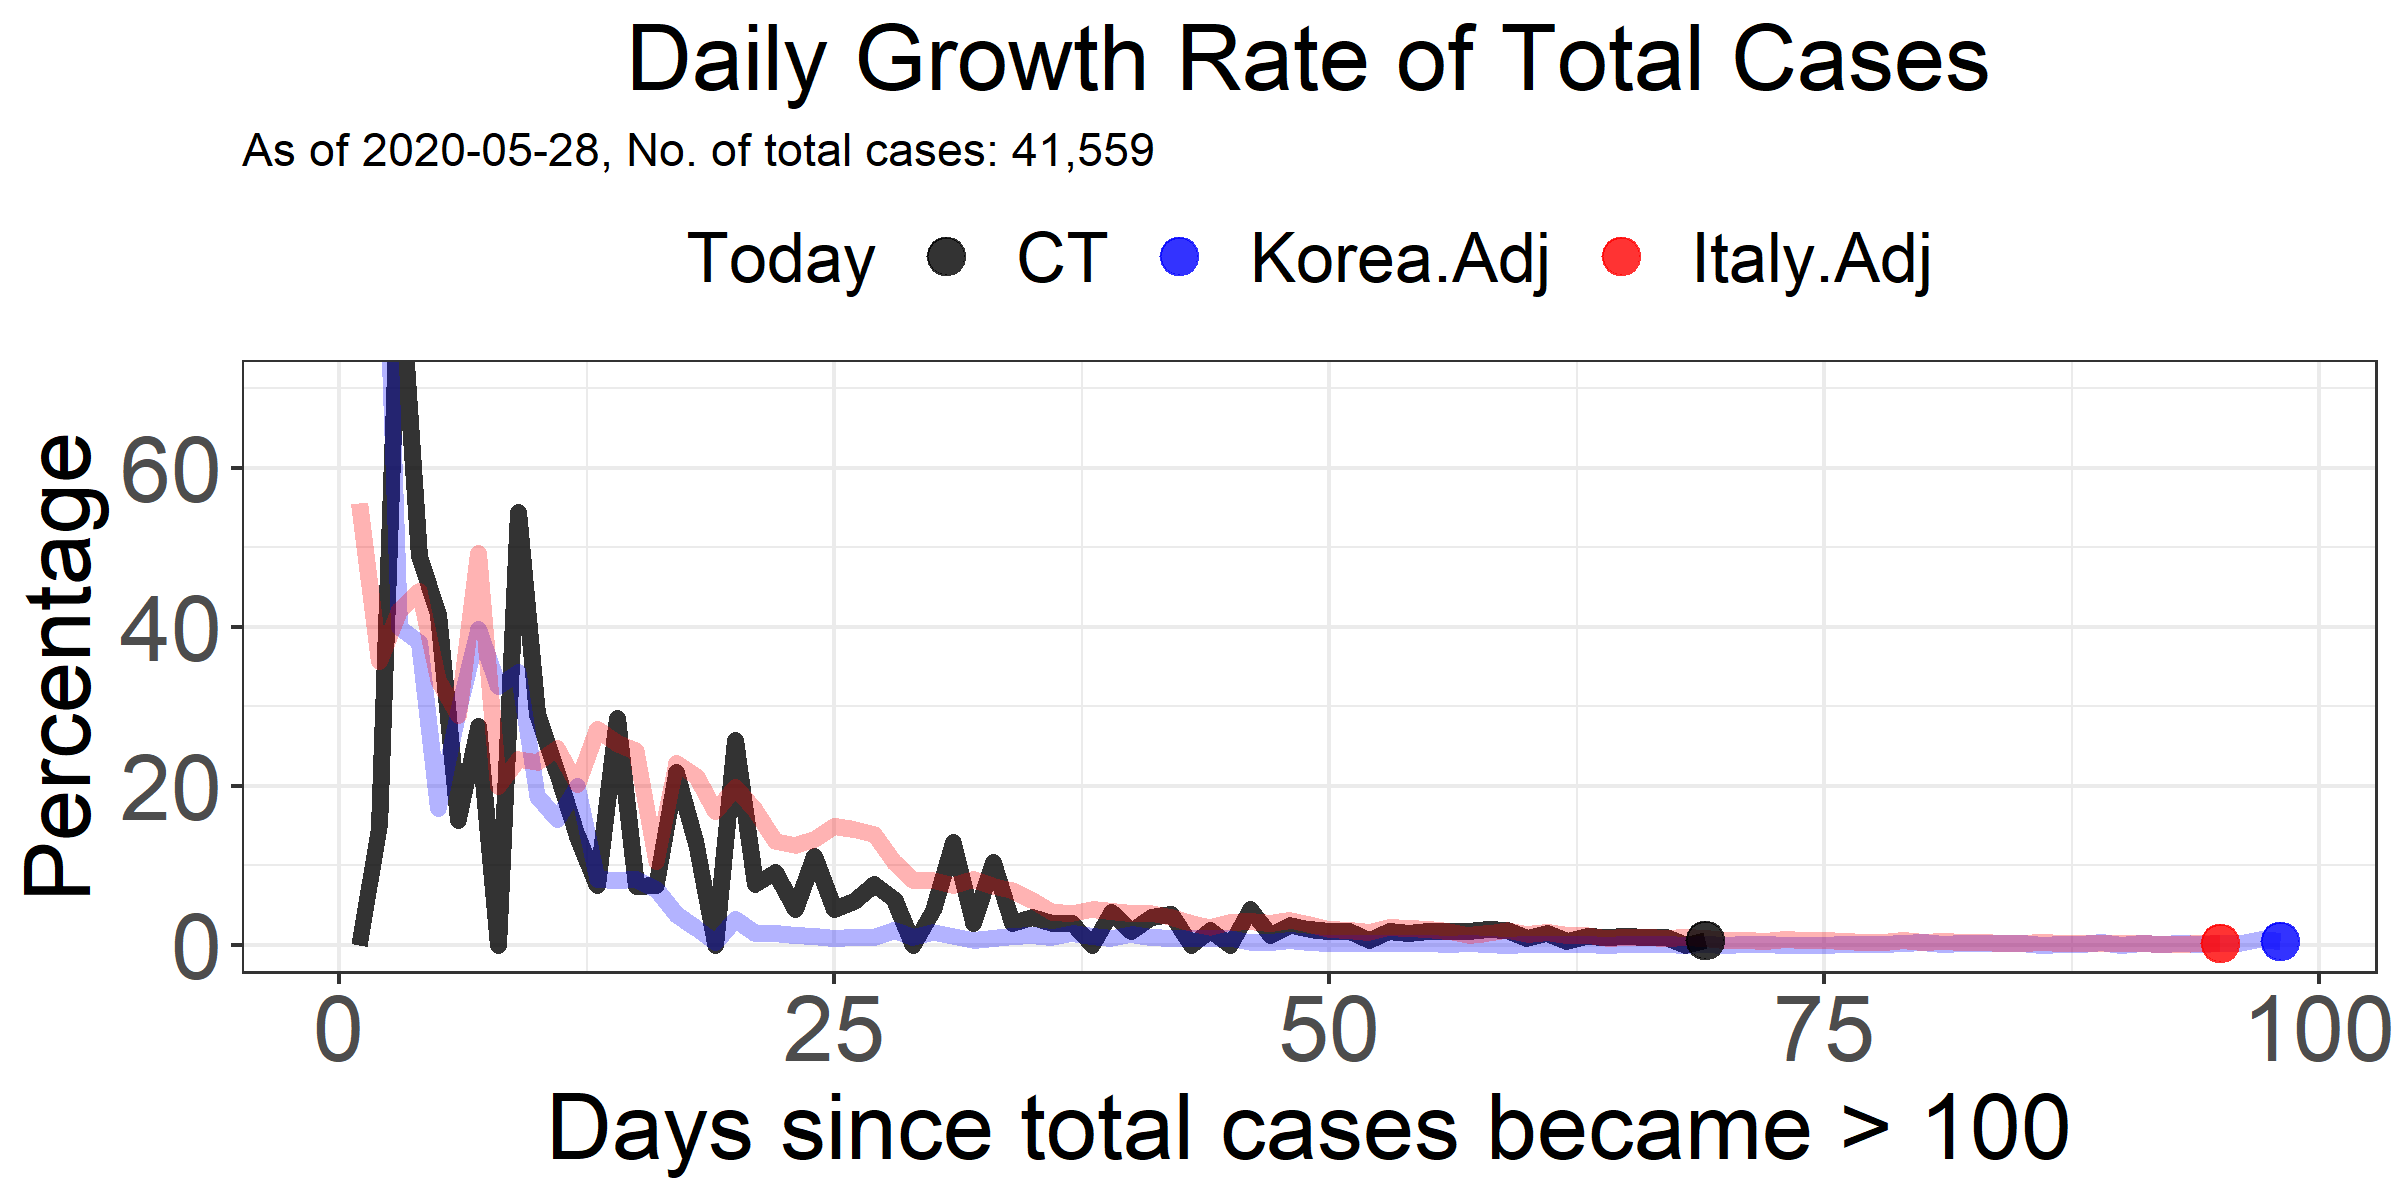 Daily Growth Rate of Total Cases
As of 2020-05-28, No. of total cases: 41,559
Today CT Korea.Adj Italy.Adj
Percentage
60
40
20
0
0 25 50 75 100
Days since total cases became > 100